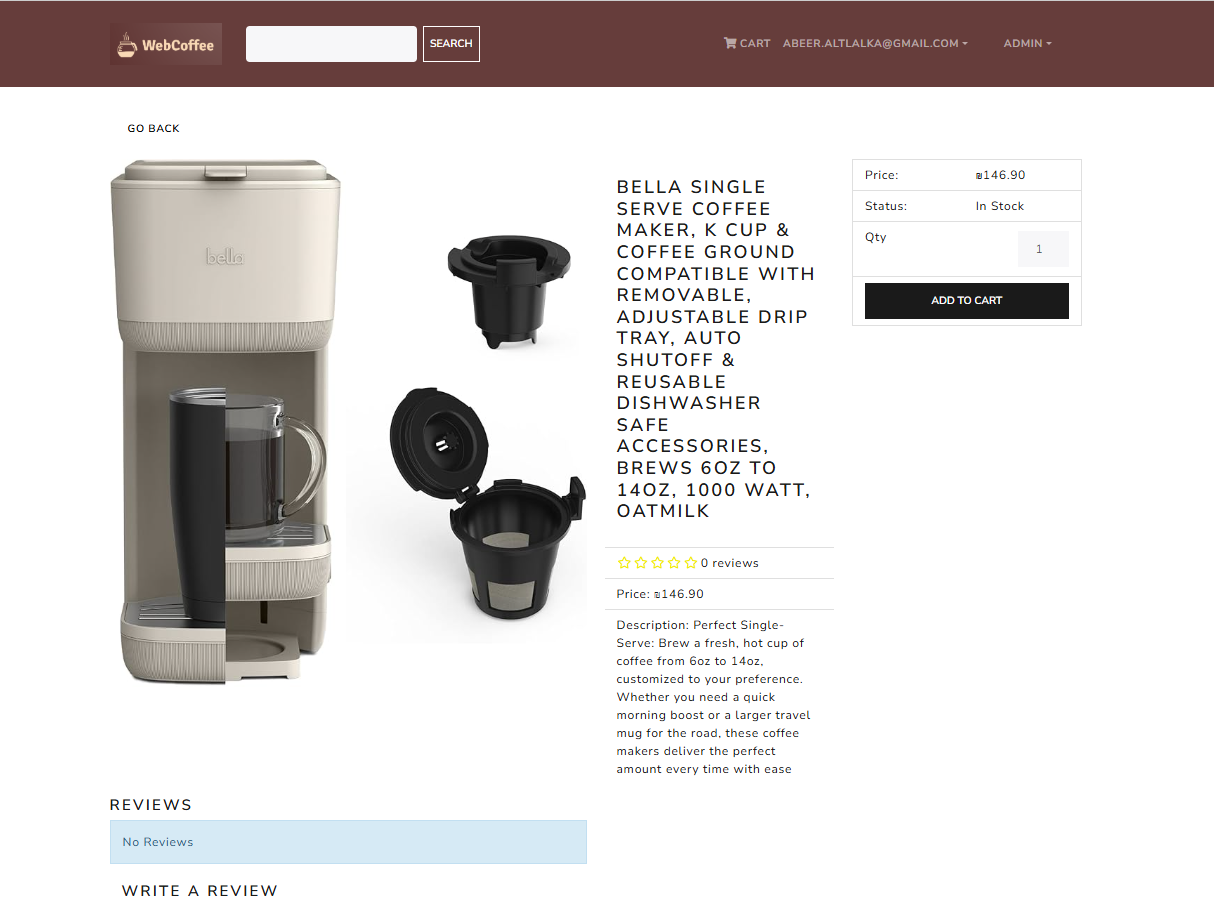 WebCoffee
SEARCH
CART
ABEER.ALTLALKA@GMAIL.COM
ADMIN
GO BACK
bella
BELLA SINGLE
SERVE COFFEE
MAKER, K CUP &
COFFEE GROUND
COMPATIBLE WITH
REMOVABLE,
ADJUSTABLE DRIP
TRAY, AUTO
SHUTOFF &
REUSABLE
DISHWASHER
SAFE
ACCESSORIES,
BREWS 6OZ TO
14OZ, 1000 WATT,
OATMILK
0 reviews
Price: ₪146.90
Description: Perfect Single-
Serve: Brew a fresh, hot cup of
coffee from 6oz to 14oz,
customized to your preference.
Whether you need a quick
morning boost or a larger travel
mug for the road, these coffee
makers deliver the perfect
amount every time with ease
Price: ₪146.90
Status: In Stock
Qty 1
ADD TO CART
REVIEWS
No Reviews
WRITE A REVIEW